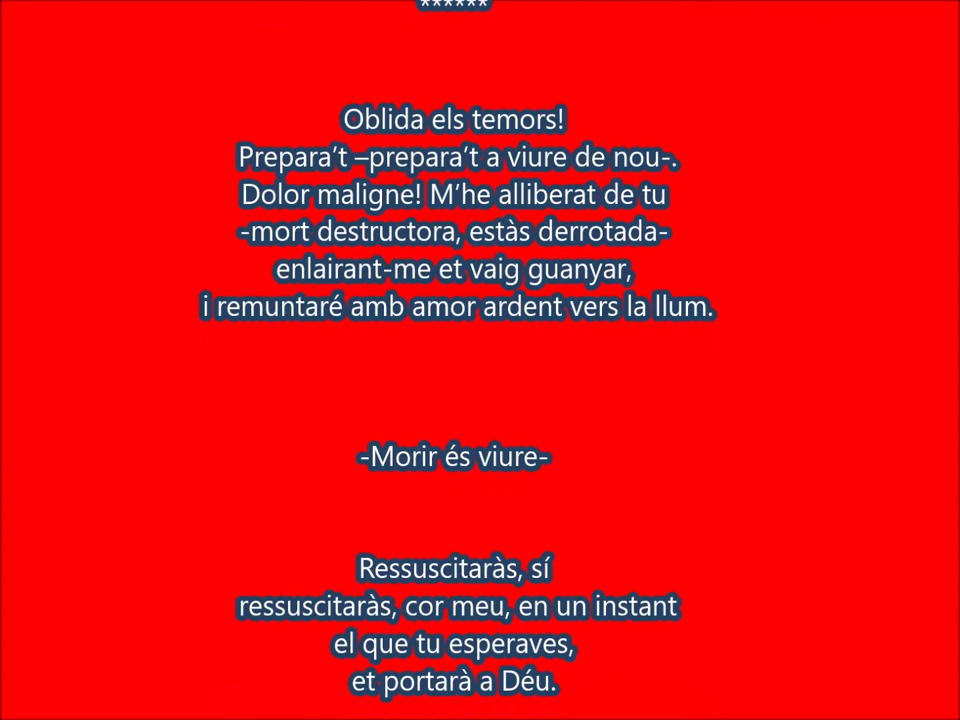 ******
Oblida els temors!
Prepara’t –prepara’t a viure de nou-.
Dolor maligne! M’he alliberat de tu
-mort destructora, estàs derrotada-
enlairant-me et vaig guanyar,
i remuntaré amb amor ardent vers la llum.
-Morir és viure-
Ressuscitaràs, sí
ressuscitaràs, cor meu, en un instant
el que tu esperaves,
et portarà a Déu.